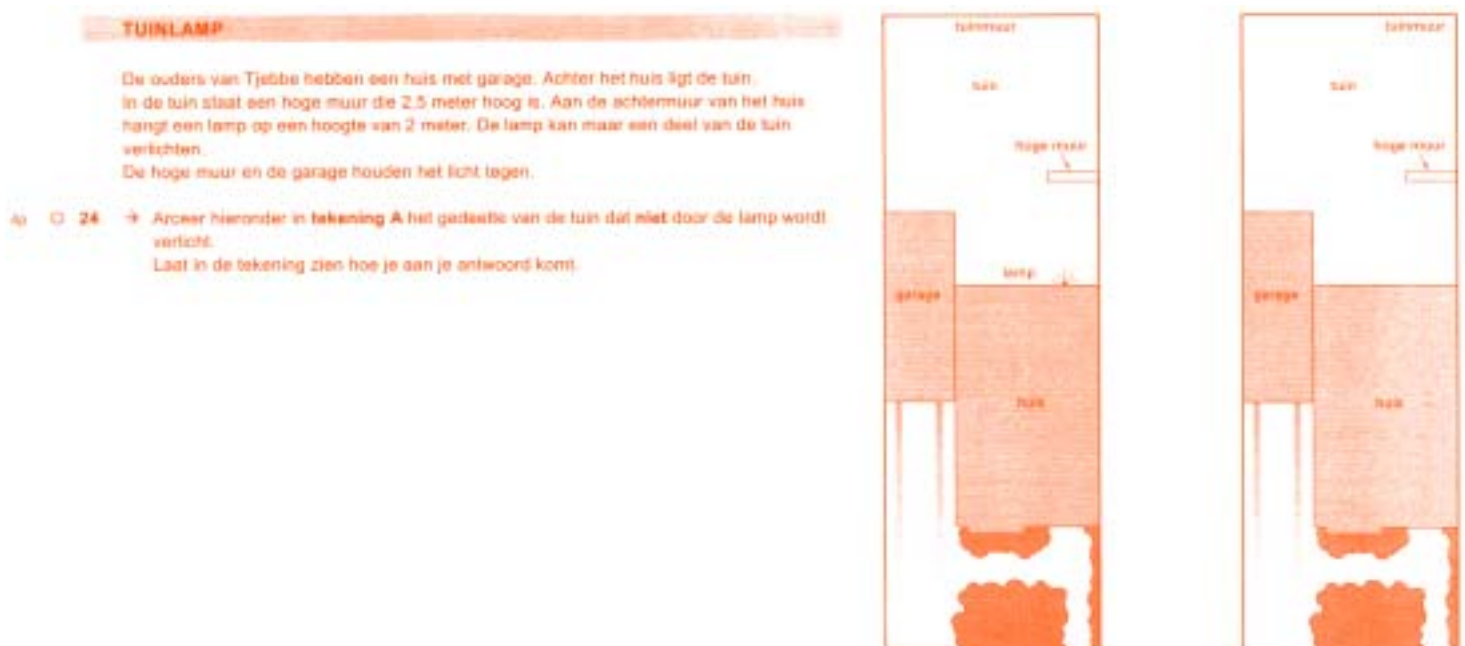 TUINLAMP
De ouders van Tjebbe hebben een huis met garage. Achter het huis ligt de tuin.
In de tuin staat een hoge muur die 2,5 meter hoog is. Aan de achtermuur van het huis
hangt een lamp op een hoogte van 2 meter. De lamp kan maar een deel van de tuin
verlichten.
De hoge muur en de garage houden het licht tegen.
4p O 24 → Arceer hieronder in tekening A het gedeelte van de tuin dat niet door de lamp wordt
verlicht.
Laat in de tekening zien hoe je aan je antwoord komt.
tuinmuur
tuin
hoge muur
lamp
garage
huis
tuinmuur
tuin
hoge muur
garage
huis